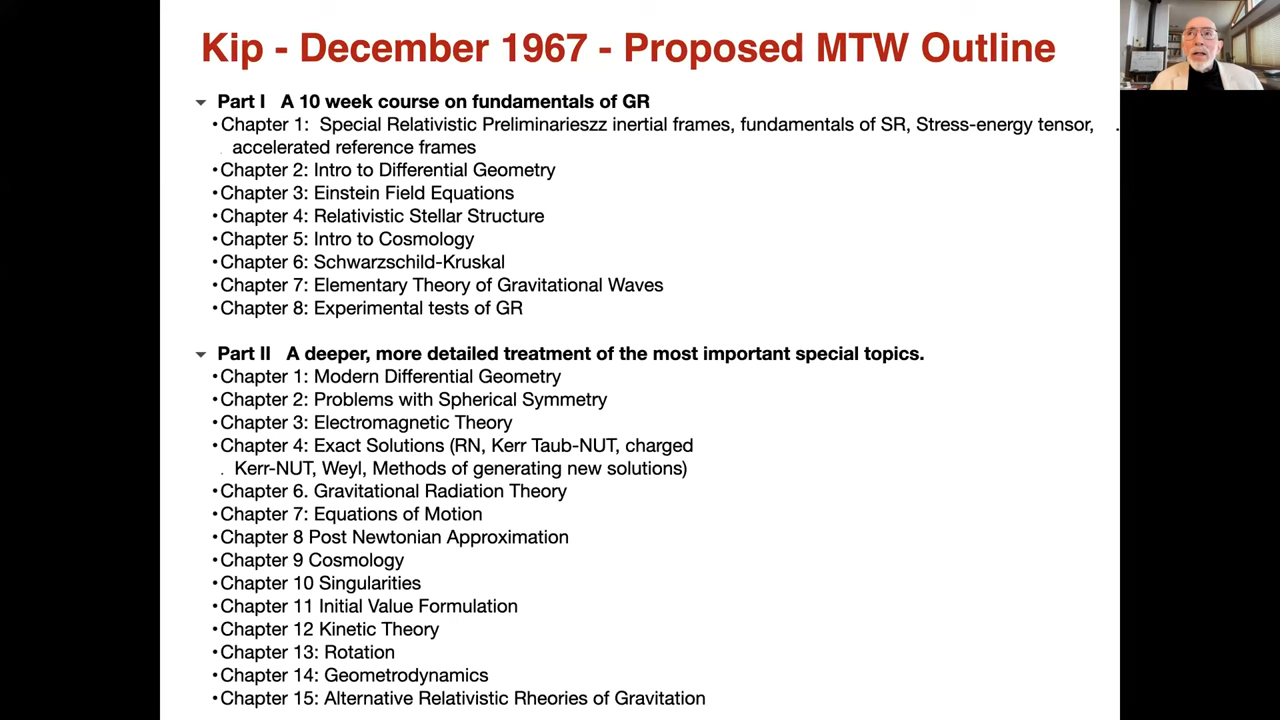 Kip - December 1967 - Proposed MTW Outline
Part I A 10 week course on fundamentals of GR
•Chapter 1: Special Relativistic Preliminarieszz inertial frames, fundamentals of SR, Stress-energy tensor, .
. accelerated reference frames
•Chapter 2: Intro to Differential Geometry
•Chapter 3: Einstein Field Equations
•Chapter 4: Relativistic Stellar Structure
•Chapter 5: Intro to Cosmology
•Chapter 6: Schwarzschild-Kruskal
•Chapter 7: Elementary Theory of Gravitational Waves
•Chapter 8: Experimental tests of GR
Part II A deeper, more detailed treatment of the most important special topics.
•Chapter 1: Modern Differential Geometry
•Chapter 2: Problems with Spherical Symmetry
•Chapter 3: Electromagnetic Theory
•Chapter 4: Exact Solutions (RN, Kerr Taub-NUT, charged
. Kerr-NUT, Weyl, Methods of generating new solutions)
•Chapter 6. Gravitational Radiation Theory
•Chapter 7: Equations of Motion
•Chapter 8 Post Newtonian Approximation
•Chapter 9 Cosmology
•Chapter 10 Singularities
•Chapter 11 Initial Value Formulation
•Chapter 12 Kinetic Theory
•Chapter 13: Rotation
•Chapter 14: Geometrodynamics
•Chapter 15: Alternative Relativistic Rheories of Gravitation